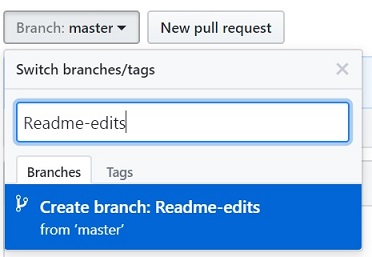 Branch: master New pull request
Switch branches/tags
Readme-edits
Branches Tags
Create branch: Readme-edits
from ‘master’